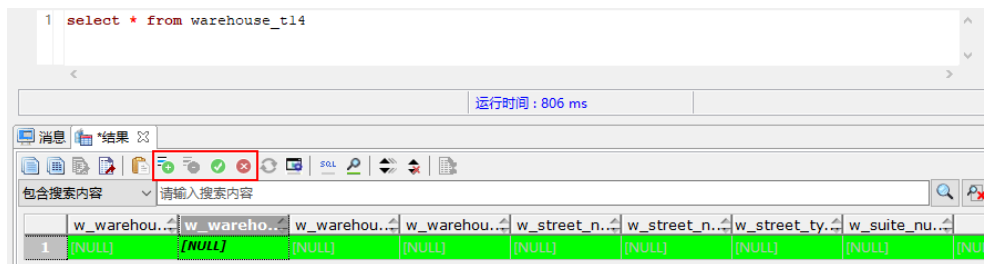 1 select * from warehouse_t14
运行时间：806 ms
消息 *结果
SQL
包含搜索内容 请输入搜索内容
w_warehou.. w_wareho.. w_warehou.. w_warehou.. w_street_n.. w_street_n.. w_street_ty.. w_suite_nu..
1 [NULL] [NULL] [NULL] [NULL] [NULL] [NULL] [NULL] [NULL] [NU